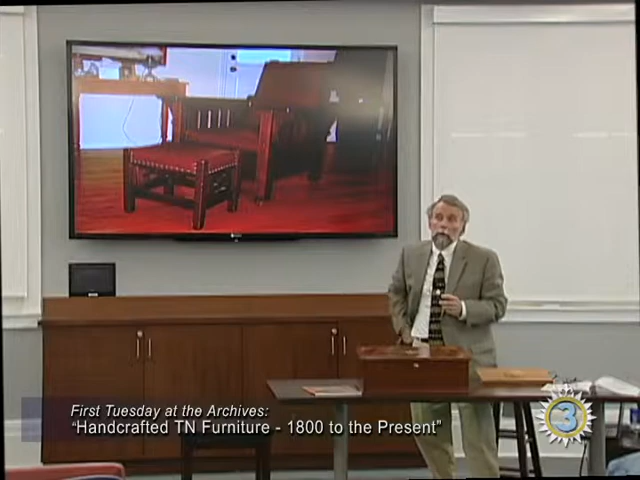 First Tuesday at the Archives:
"Handcrafted TN Furniture - 1800 to the Present"
3